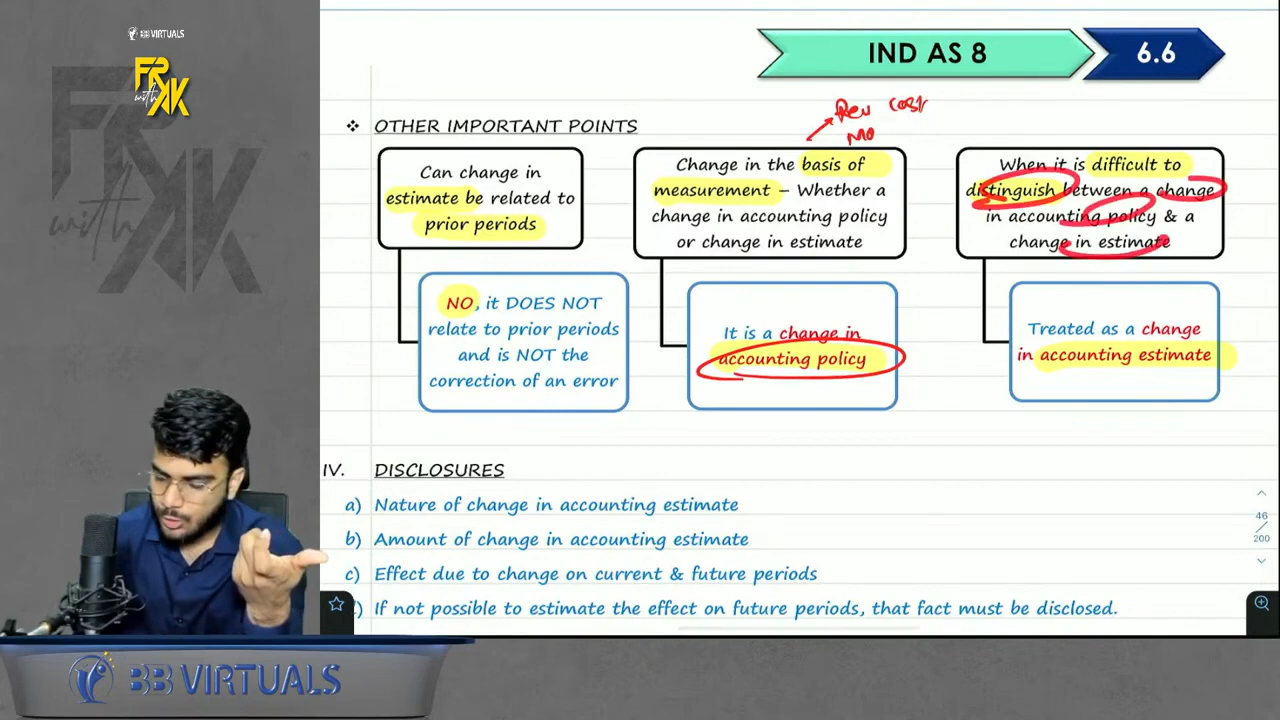 BB VIRTUALS
FR
with
AK
FR
with
AK
IND AS 8
6.6
Rev cost
Mo
❖ OTHER IMPORTANT POINTS
Can change in
estimate be related to
prior periods
NO, it DOES NOT
relate to prior periods
and is NOT the
correction of an error
Change in the basis of
measurement – Whether a
change in accounting policy
or change in estimate
It is a change in
accounting policy
When it is difficult to
distinguish between a change
in accounting policy & a
change in estimate
Treated as a change
in accounting estimate
IV. DISCLOSURES
a) Nature of change in accounting estimate
b) Amount of change in accounting estimate
c) Effect due to change on current & future periods
) If not possible to estimate the effect on future periods, that fact must be disclosed.
46
/
200
BB VIRTUALS